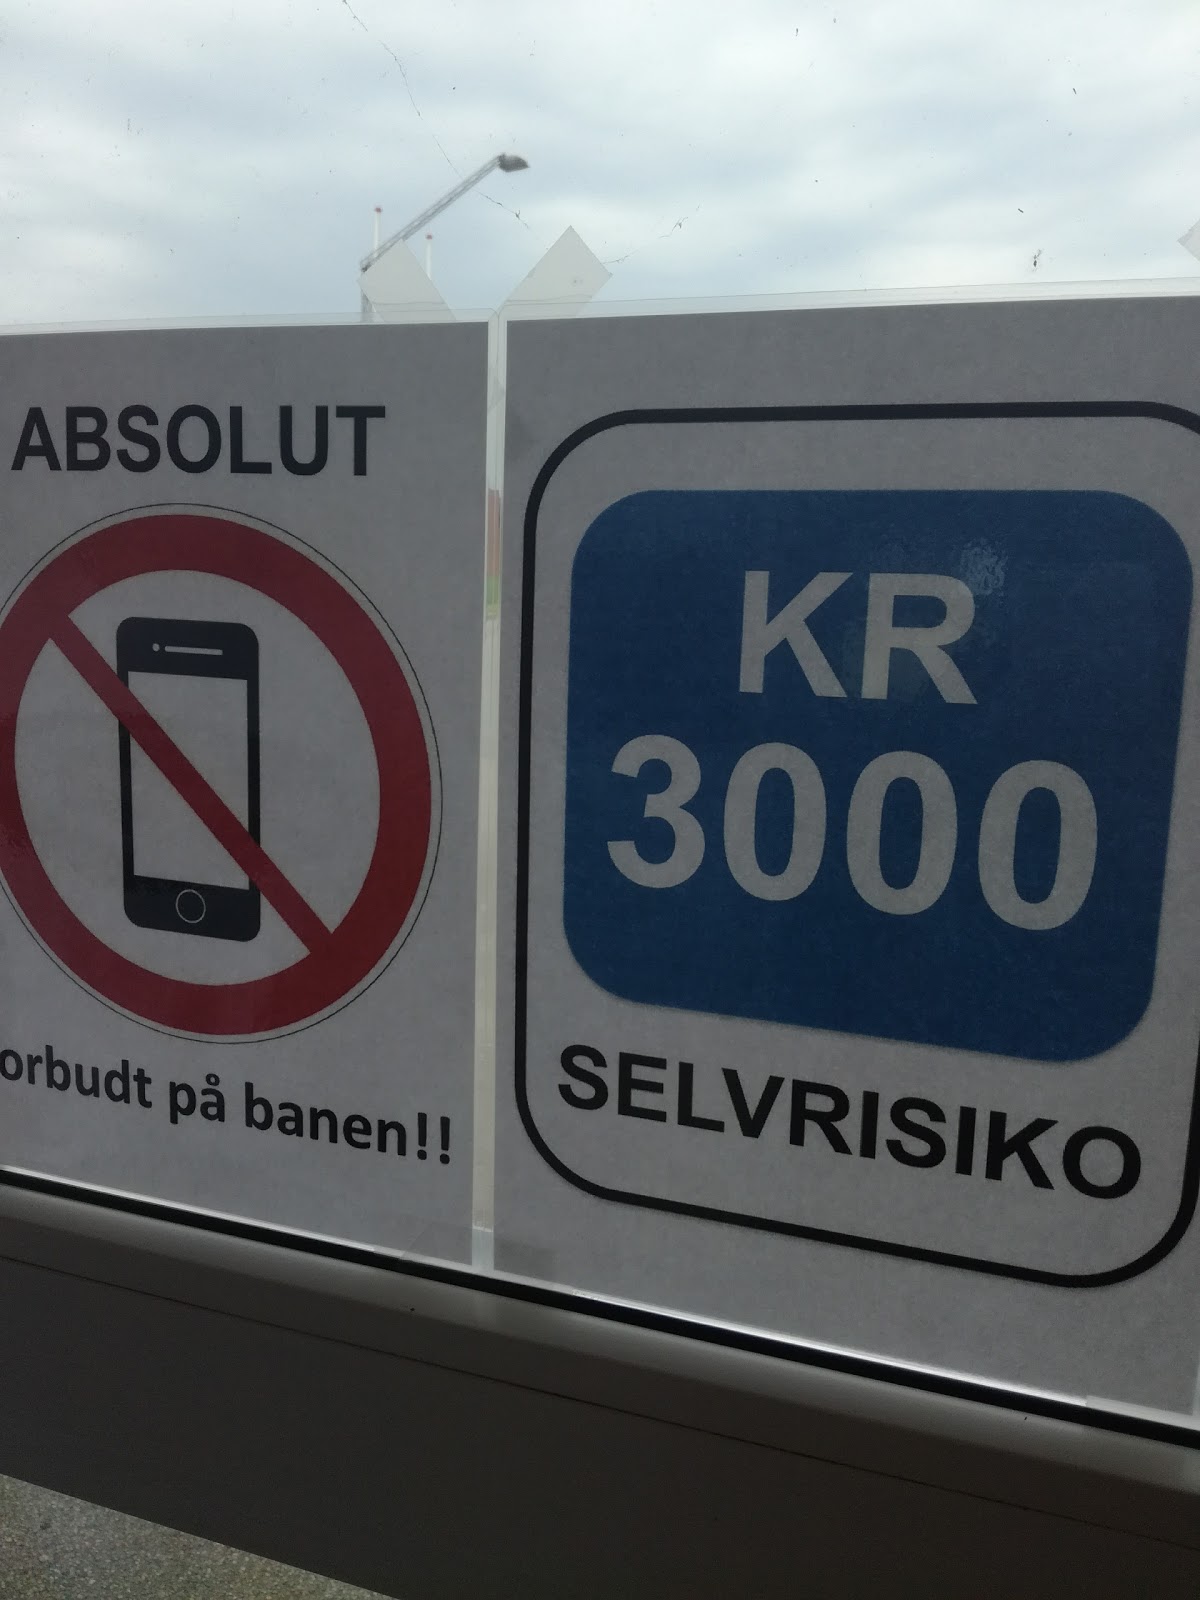 ABSOLUT
orbudt på banen!!
KR
3000
SELVRISIKO